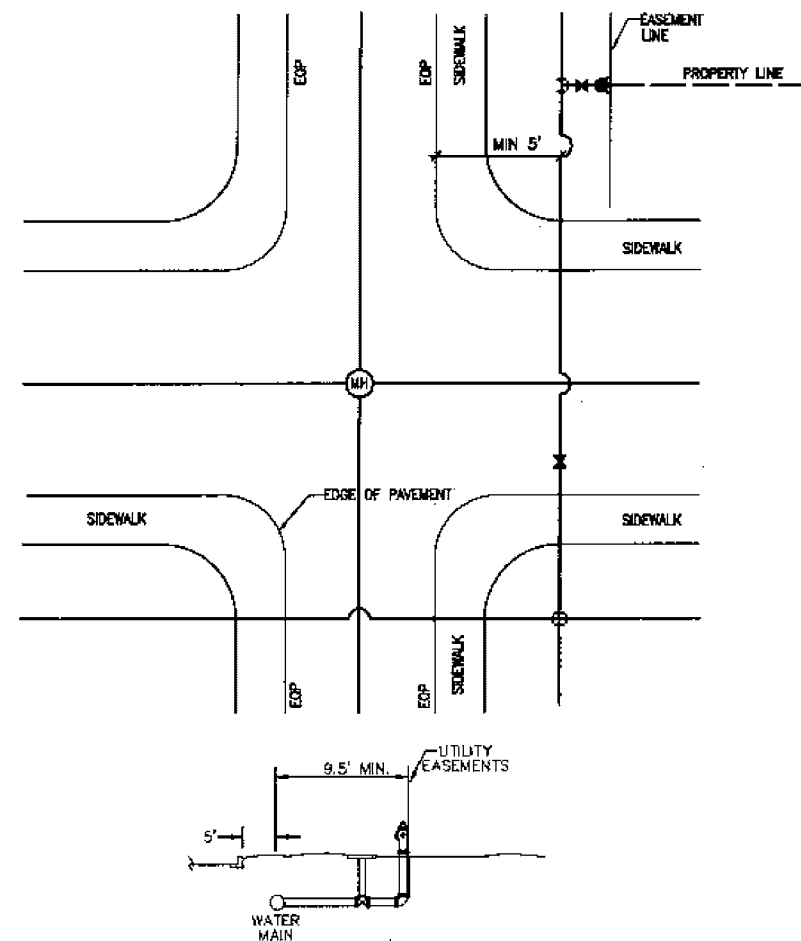 EASEMENT
LINE
EOP
EOP
SIDEWALK
PROPERTY LINE
MIN 5'
SIDEWALK
MH
EDGE OF PAVEMENT
SIDEWALK
SIDEWALK
EOP
EOP
SIDEWALK
UTILITY
EASEMENTS
9.5' MIN.
5'
WATER
MAIN